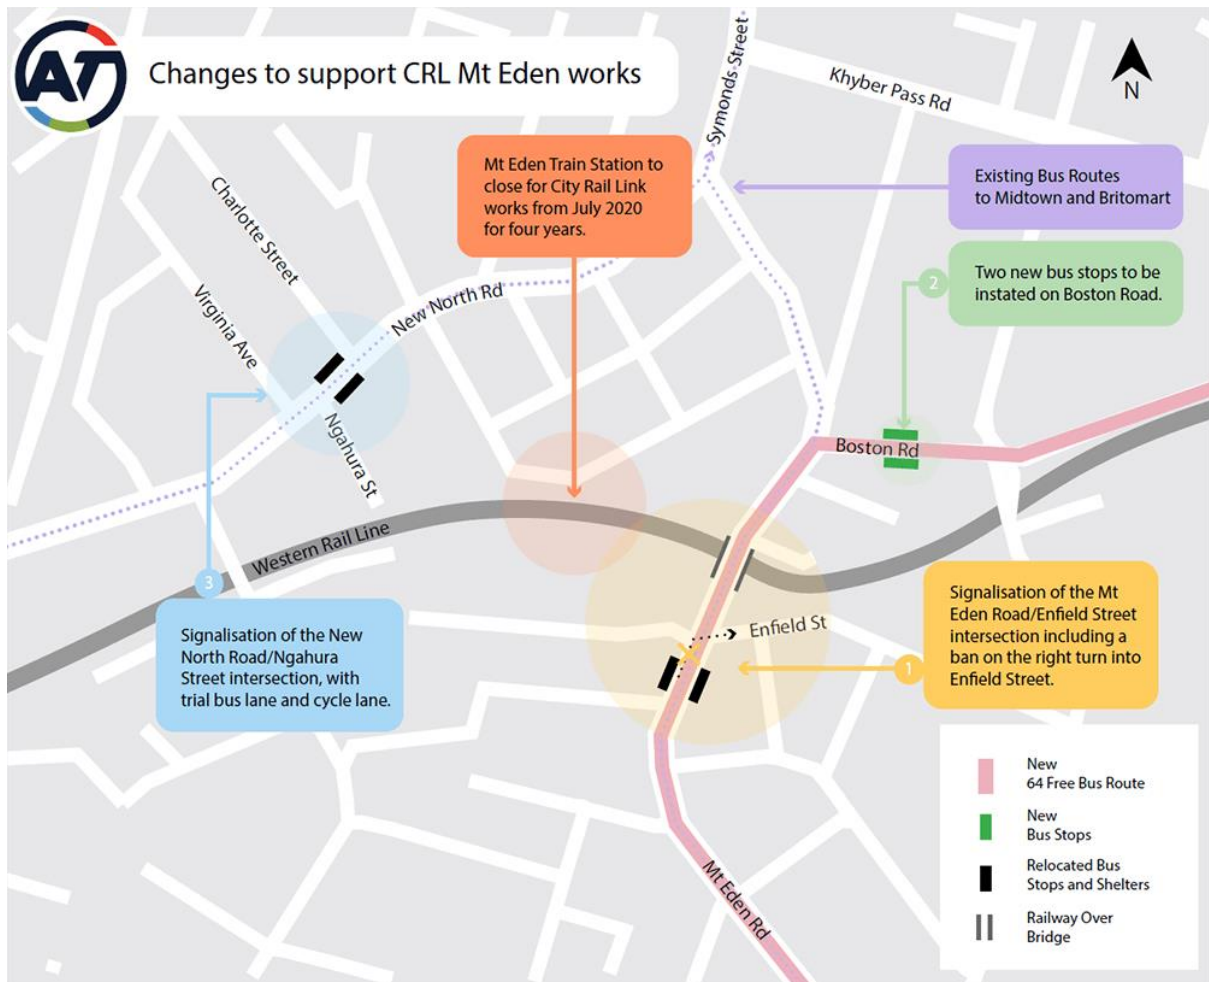 AT
Changes to support CRL Mt Eden works
Symonds Street
Khyber Pass Rd
N
Mt Eden Train Station to
close for City Rail Link
works from July 2020
for four years.
Existing Bus Routes
to Midtown and Britomart
Charlotte Street
2
Two new bus stops to be
instated on Boston Road.
Virginia Ave
New North Rd
Ngahura St
Boston Rd
Western Rail Line
3
Signalisation of the New
North Road/Ngahura
Street intersection, with
trial bus lane and cycle lane.
Enfield St
1
Signalisation of the Mt
Eden Road/Enfield Street
intersection including a
ban on the right turn into
Enfield Street.
Mt Eden Rd
New
64 Free Bus Route
New
Bus Stops
Relocated Bus
Stops and Shelters
Railway Over
Bridge